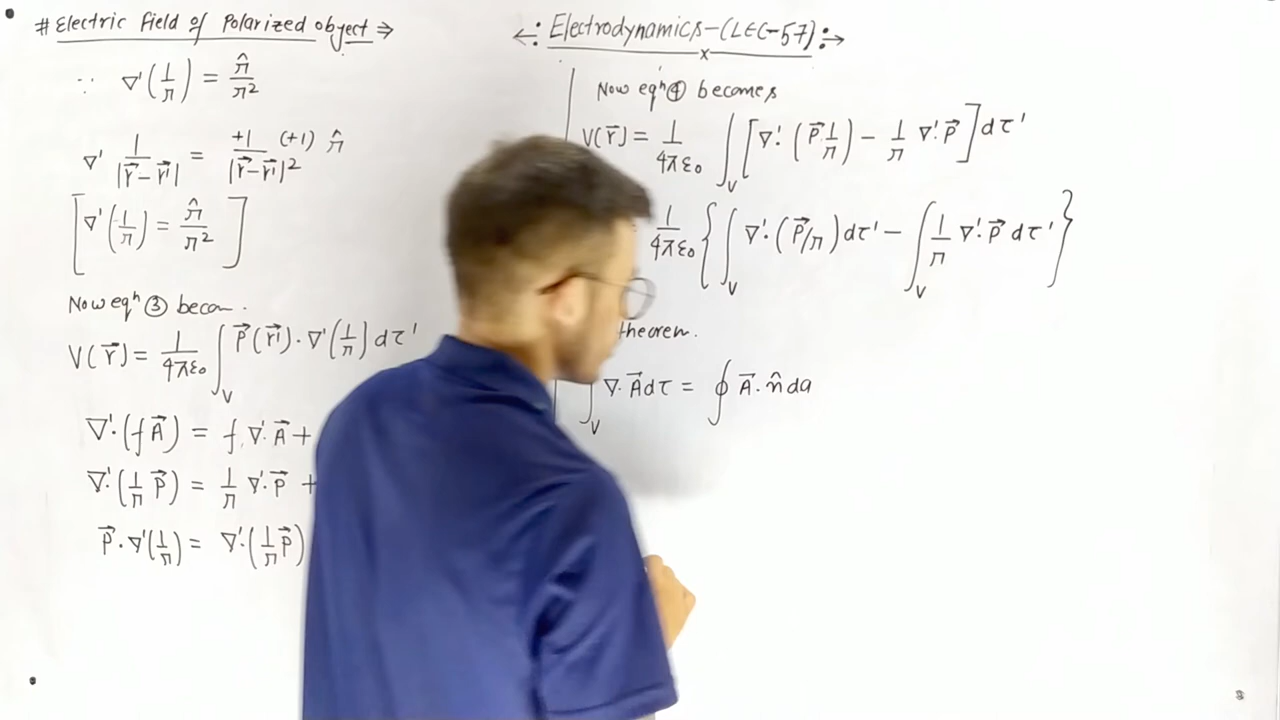 # Electric field of Polarized object ⇒
∵ ∇'(1/π) = π̂/π²
∇' 1/|r⃗-r⃗'| = +1 (+1) π̂/|r⃗-r⃗'|²
[∇'(1/π) = π̂/π²]
Now eqⁿ ③ becom.
V(r⃗) = 1/4πε₀ ∫_V P⃗(r⃗')·∇'(1/π) dτ'
∇'·(fA⃗) = f ∇'·A⃗ +
∇'·(1/π P⃗) = 1/π ∇'·P⃗ +
P⃗·∇'(1/π) = ∇'·(1/π P⃗)
←: Electrodynamics-(LEC-57) :→
x
Now eqⁿ ④ becomes
V(r⃗) = 1/4πε₀ ∫_V [∇'·(P⃗ 1/π) - 1/π ∇'·P⃗] dτ'
1/4πε₀ {∫_V ∇'·(P⃗/π) dτ' - ∫_V 1/π ∇'·P⃗ dτ'}
theorem.
∫_V ∇·A⃗ dτ = ∮ A⃗·n̂ da